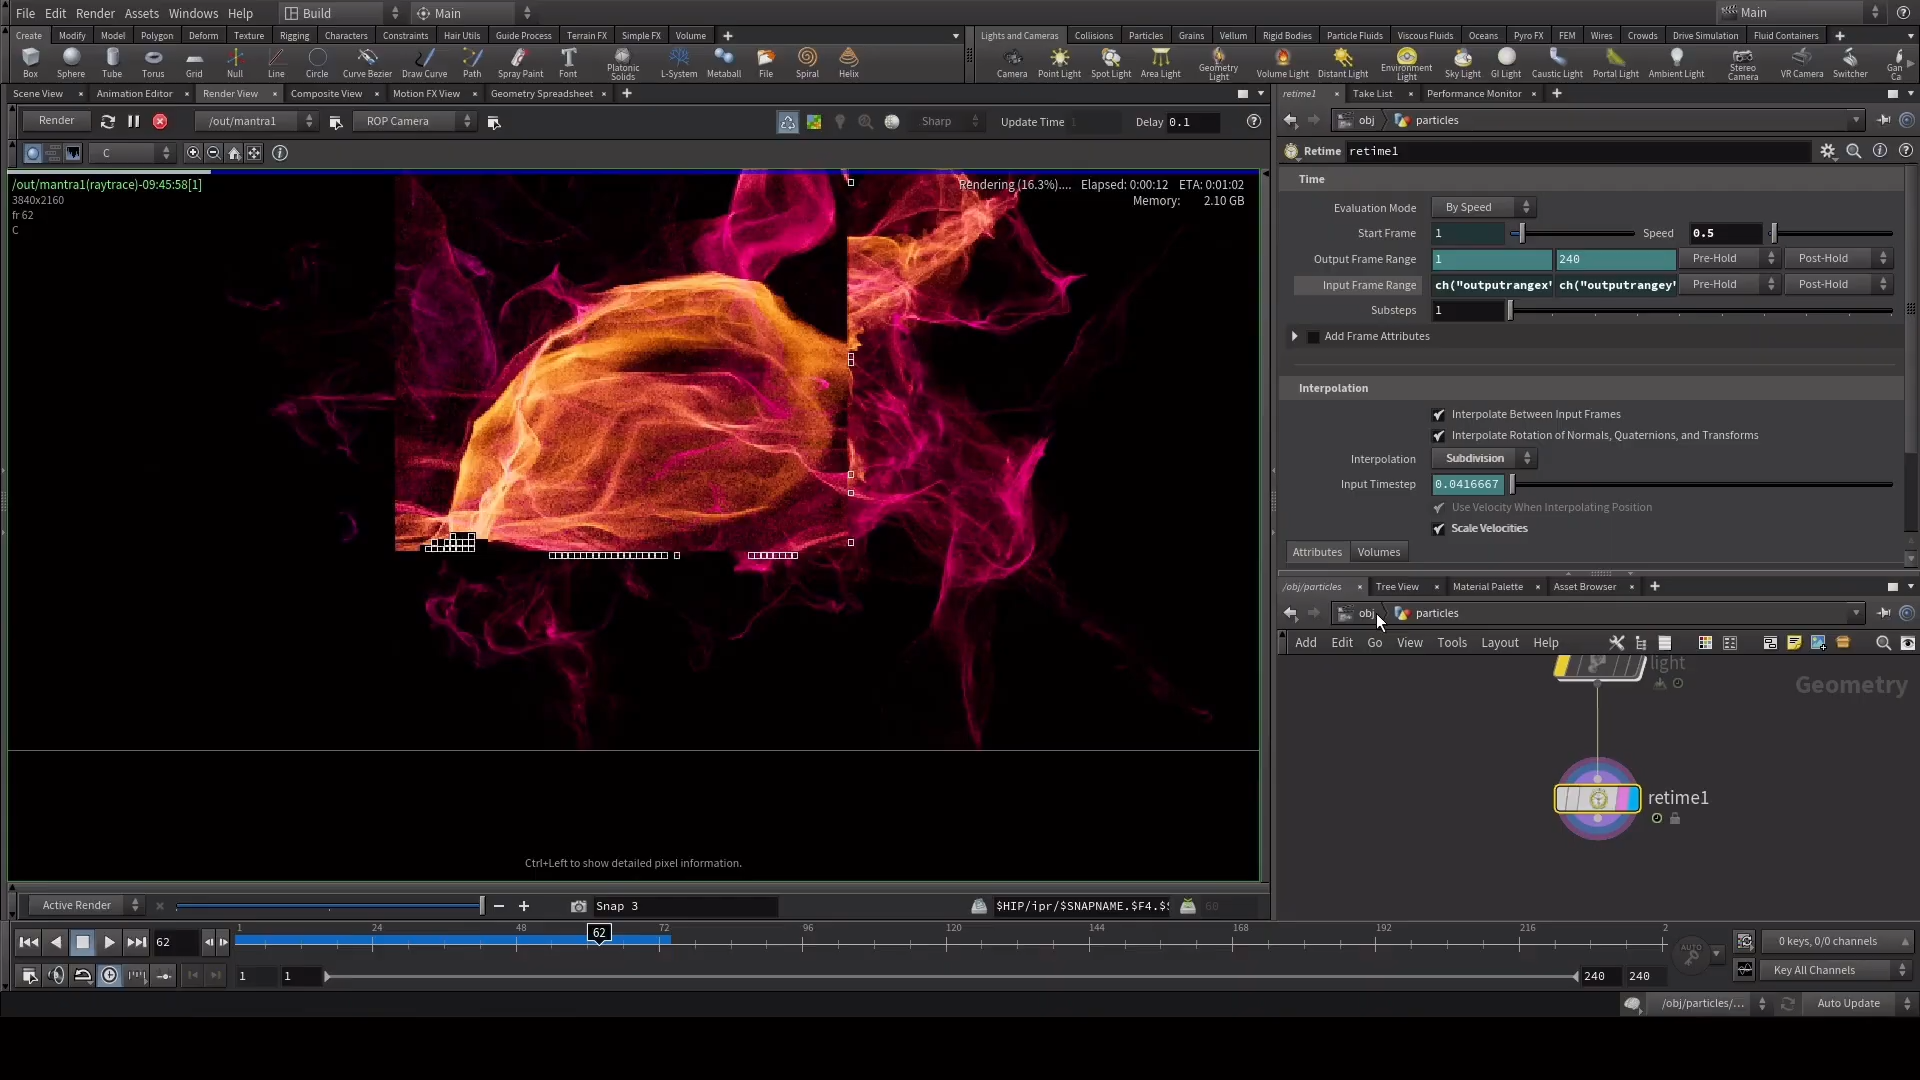 File Edit Render Assets Windows Help Build Main Main
Create Modify Model Polygon Deform Texture Rigging Characters Constraints Hair Utils Guide Process Terrain FX Simple FX Volume
Box Sphere Tube Torus Grid Null Line Circle Curve Bezier Draw Curve Path Spray Paint Font Platonic Solids L-System Metaball File Spiral Helix
Lights and Cameras Collisions Particles Grains Vellum Rigid Bodies Particle Fluids Viscous Fluids Oceans Pyro FX FEM Wires Crowds Drive Simulation Fluid Containers
Camera Point Light Spot Light Area Light Geometry Light Volume Light Distant Light Environment Light Sky Light GI Light Caustic Light Portal Light Ambient Light Stereo Camera VR Camera Switcher Gan Ca
Scene View Animation Editor Render View Composite View Motion FX View Geometry Spreadsheet
Render /out/mantra1 ROP Camera Sharp Update Time 1 Delay 0.1
C
/out/mantra1(raytrace)-09:45:58[1]
3840x2160
fr 62
C
Rendering (16.3%).... Elapsed: 0:00:12 ETA: 0:01:02
Memory: 2.10 GB
Ctrl+Left to show detailed pixel information.
Active Render Snap 3 $HIP/ipr/$SNAPNAME.$F4.$S 60
retime1 Take List Performance Monitor
obj particles
Retime retime1
Time
Evaluation Mode By Speed
Start Frame 1 Speed 0.5
Output Frame Range 1 240 Pre-Hold Post-Hold
Input Frame Range ch("outputrangex" ch("outputrangey" Pre-Hold Post-Hold
Substeps 1
Add Frame Attributes
Interpolation
Interpolate Between Input Frames
Interpolate Rotation of Normals, Quaternions, and Transforms
Interpolation Subdivision
Input Timestep 0.0416667
Use Velocity When Interpolating Position
Scale Velocities
Attributes Volumes
/obj/particles Tree View Material Palette Asset Browser
obj particles
Add Edit Go View Tools Layout Help
light
Geometry
retime1
62 1 24 48 62 72 96 120 144 168 192 216 2
AUTO
0 keys, 0/0 channels
1 1 240 240
Key All Channels
/obj/particles/... Auto Update